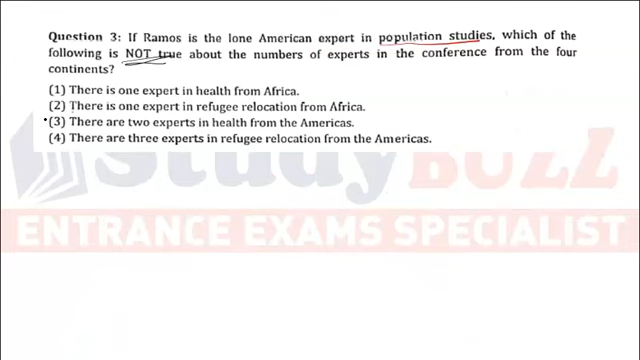 Question 3: If Ramos is the lone American expert in population studies, which of the
following is NOT true about the numbers of experts in the conference from the four
continents?
(1) There is one expert in health from Africa.
(2) There is one expert in refugee relocation from Africa.
(3) There are two experts in health from the Americas.
(4) There are three experts in refugee relocation from the Americas.
StudyBUZZ
ENTRANCE EXAMS SPECIALIST